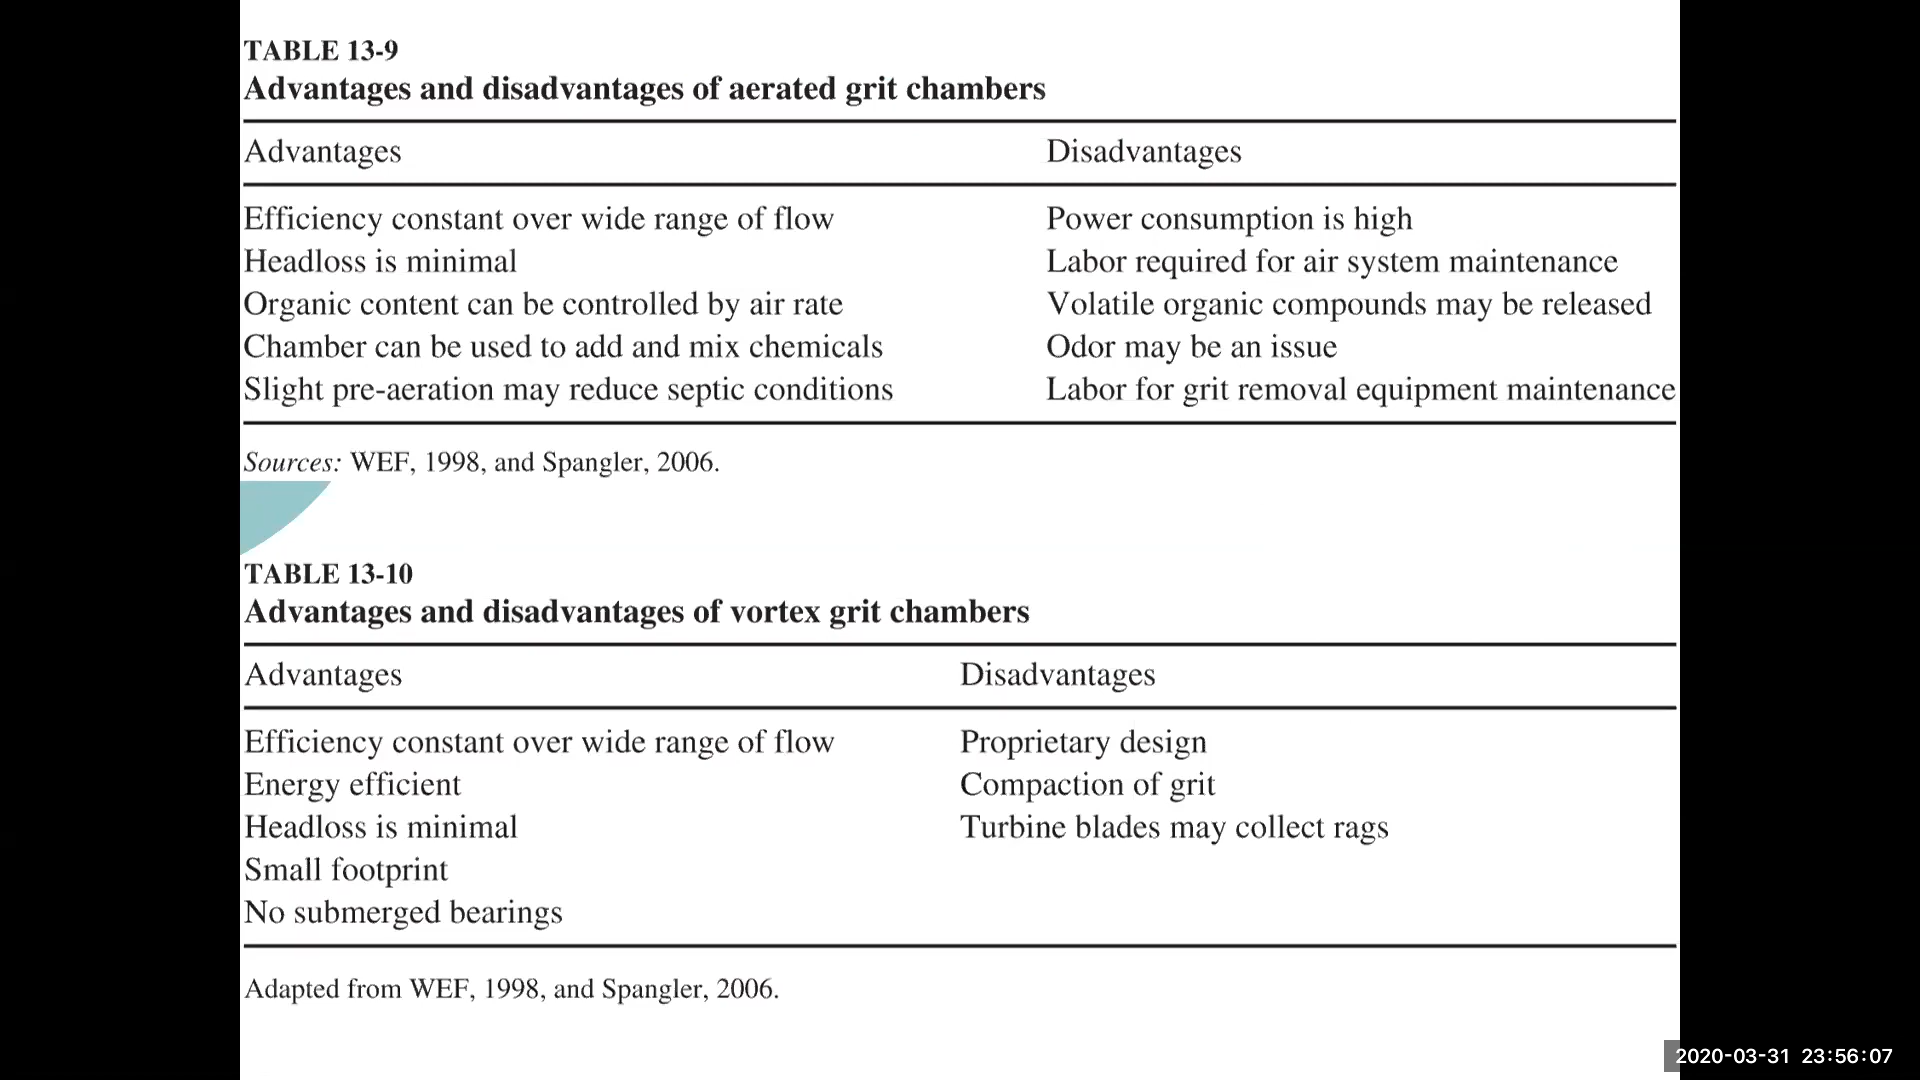 TABLE 13-9
Advantages and disadvantages of aerated grit chambers
Advantages Disadvantages
Efficiency constant over wide range of flow Power consumption is high
Headloss is minimal Labor required for air system maintenance
Organic content can be controlled by air rate Volatile organic compounds may be released
Chamber can be used to add and mix chemicals Odor may be an issue
Slight pre-aeration may reduce septic conditions Labor for grit removal equipment maintenance
Sources: WEF, 1998, and Spangler, 2006.
TABLE 13-10
Advantages and disadvantages of vortex grit chambers
Advantages Disadvantages
Efficiency constant over wide range of flow Proprietary design
Energy efficient Compaction of grit
Headloss is minimal Turbine blades may collect rags
Small footprint
No submerged bearings
Adapted from WEF, 1998, and Spangler, 2006.
2020-03-31 23:56:07